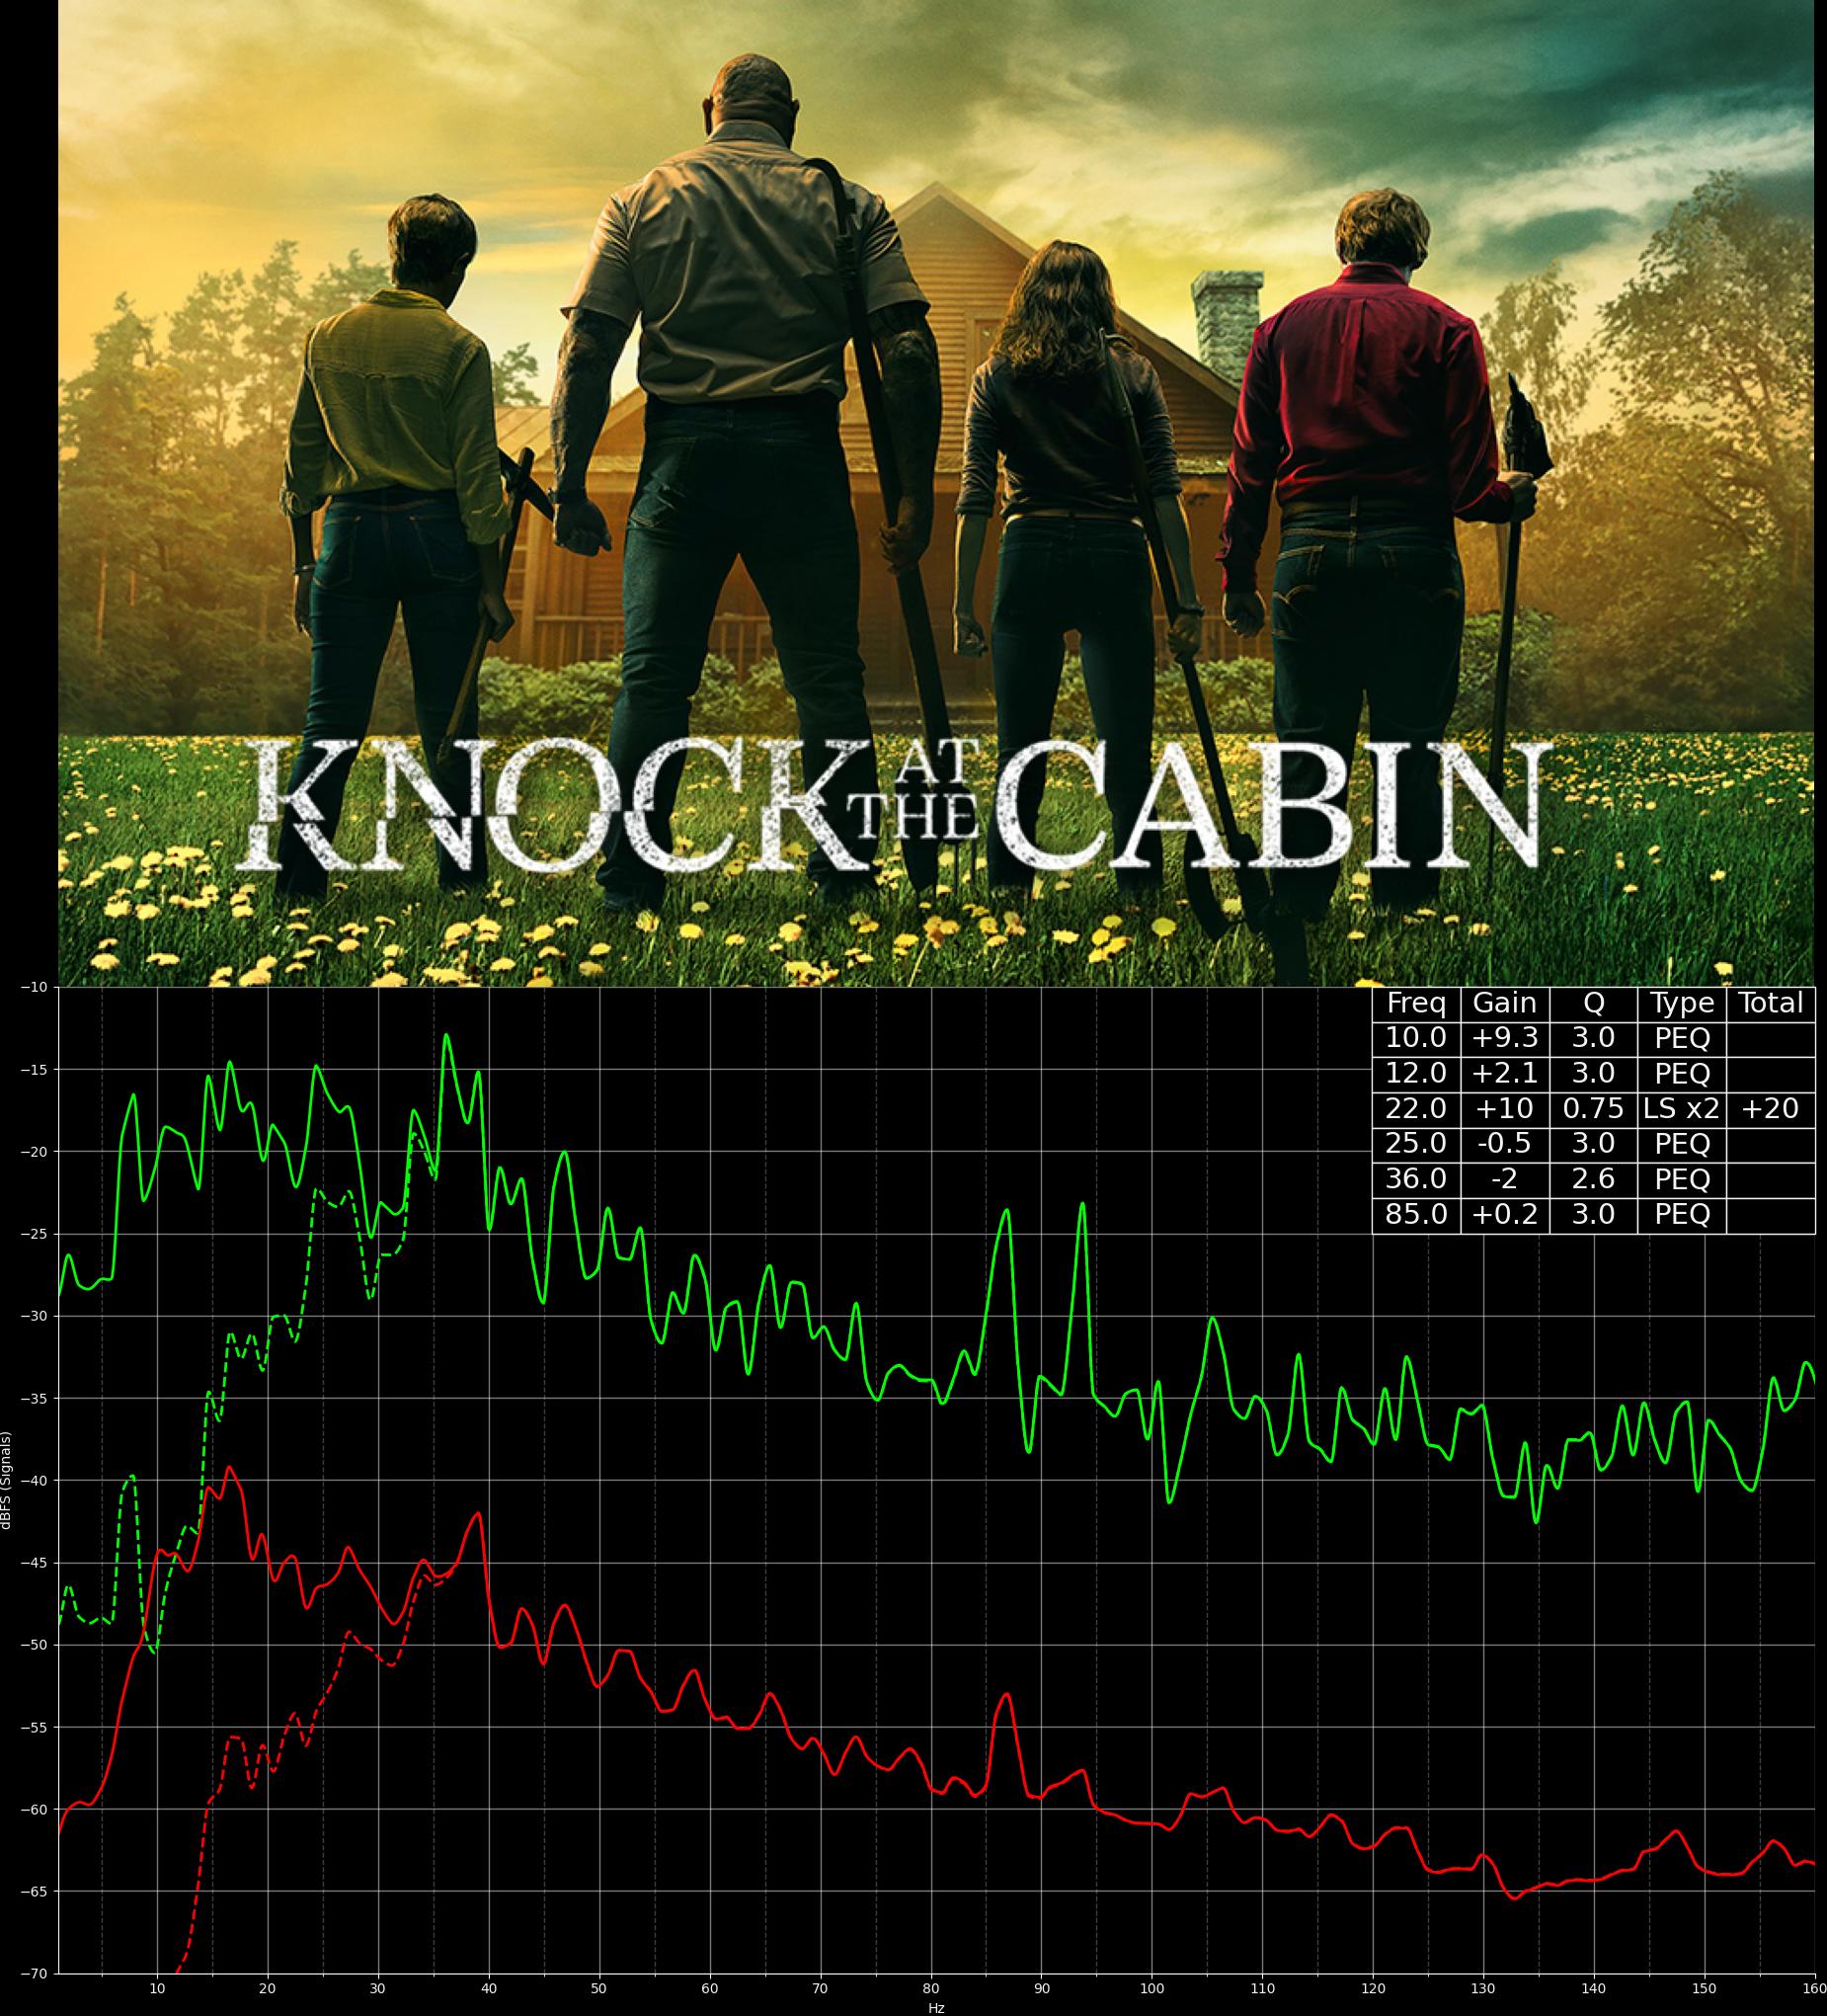 KNOCK AT THE CABIN
Freq Gain Q Type Total
10.0 +9.3 3.0 PEQ
12.0 +2.1 3.0 PEQ
22.0 +10 0.75 LS x2 +20
25.0 -0.5 3.0 PEQ
36.0 -2 2.6 PEQ
85.0 +0.2 3.0 PEQ
−10
−15
−20
−25
−30
−35
−40
−45
−50
−55
−60
−65
−70
dBFS (Signals)
10 20 30 40 50 60 70 80 90 100 110 120 130 140 150 160
Hz